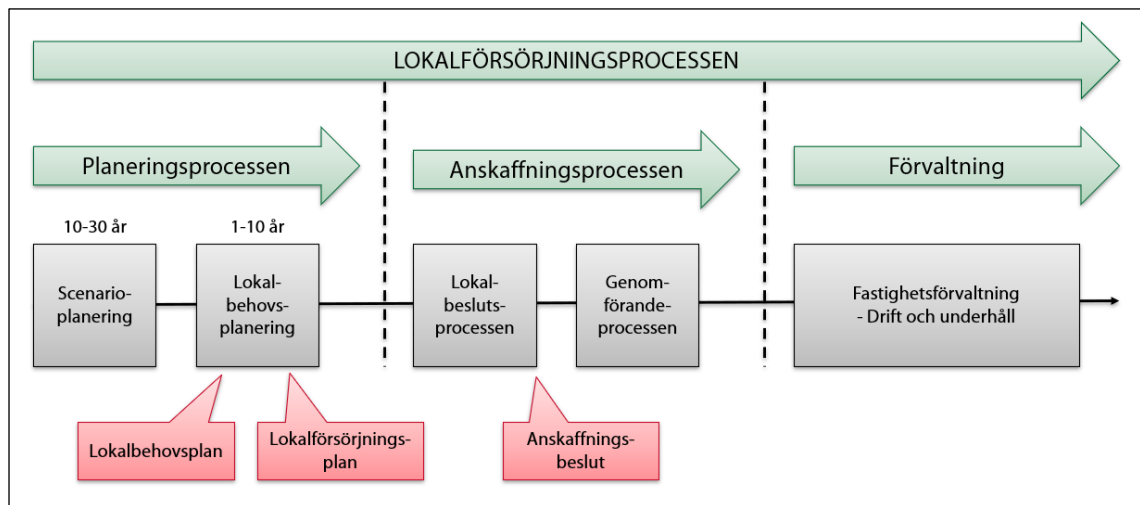 LOKALFÖRSÖRJNINGSPROCESSEN
Planeringsprocessen
Anskaffningsprocessen
Förvaltning
10-30 år
1-10 år
Scenario-
planering
Lokal-
behovs-
planering
Lokal-
besluts-
processen
Genom-
förande-
processen
Fastighetsförvaltning
- Drift och underhåll
Lokalbehovsplan
Lokalförsörjnings-
plan
Anskaffnings-
beslut